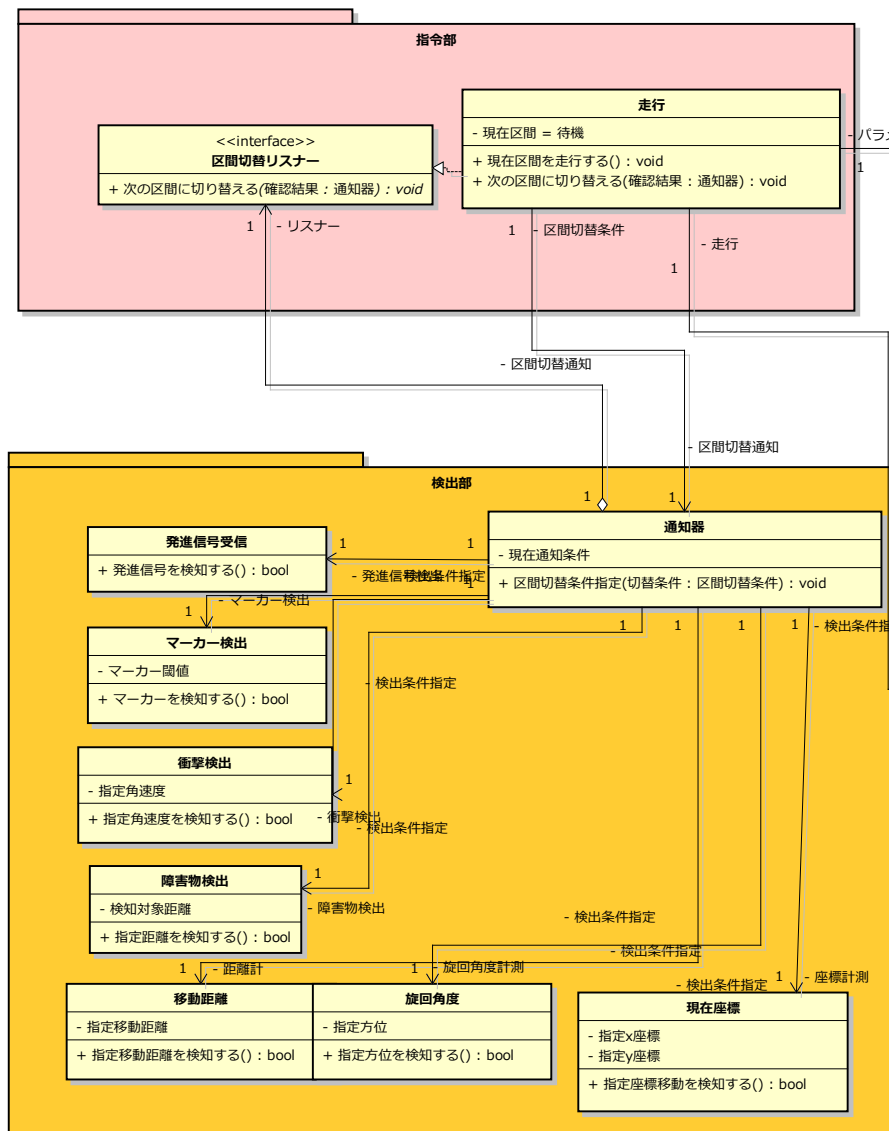 指令部
走行
- 現在区間 = 待機
+ 現在区間を走行する() : void
+ 次の区間に切り替える(確認結果 : 通知器) : void
- パラメ
1
<<interface>>
区間切替リスナー
+ 次の区間に切り替える(確認結果 : 通知器) : void
1
- リスナー
1
- 区間切替条件
- 走行
1
- 区間切替通知
- 区間切替通知
1
1
検出部
通知器
- 現在通知条件
+ 区間切替条件指定(切替条件 : 区間切替条件) : void
発進信号受信
+ 発進信号を検知する() : bool
1
1
- 発進信号検出
- 検出条件指定
1
- マーカー検出
1
マーカー検出
- マーカー閾値
+ マーカーを検知する() : bool
1
1
1
1
- 検出条件指
- 検出条件指定
衝撃検出
- 指定角速度
+ 指定角速度を検知する() : bool
1
- 衝撃検出
- 検出条件指定
障害物検出
- 検知対象距離
+ 指定距離を検知する() : bool
1
- 障害物検出
- 検出条件指定
- 検出条件指定
- 検出条件指定
1
- 距離計
1
- 旋回角度計測
1
- 座標計測
移動距離
- 指定移動距離
+ 指定移動距離を検知する() : bool
旋回角度
- 指定方位
+ 指定方位を検知する() : bool
現在座標
- 指定x座標
- 指定y座標
+ 指定座標移動を検知する() : bool